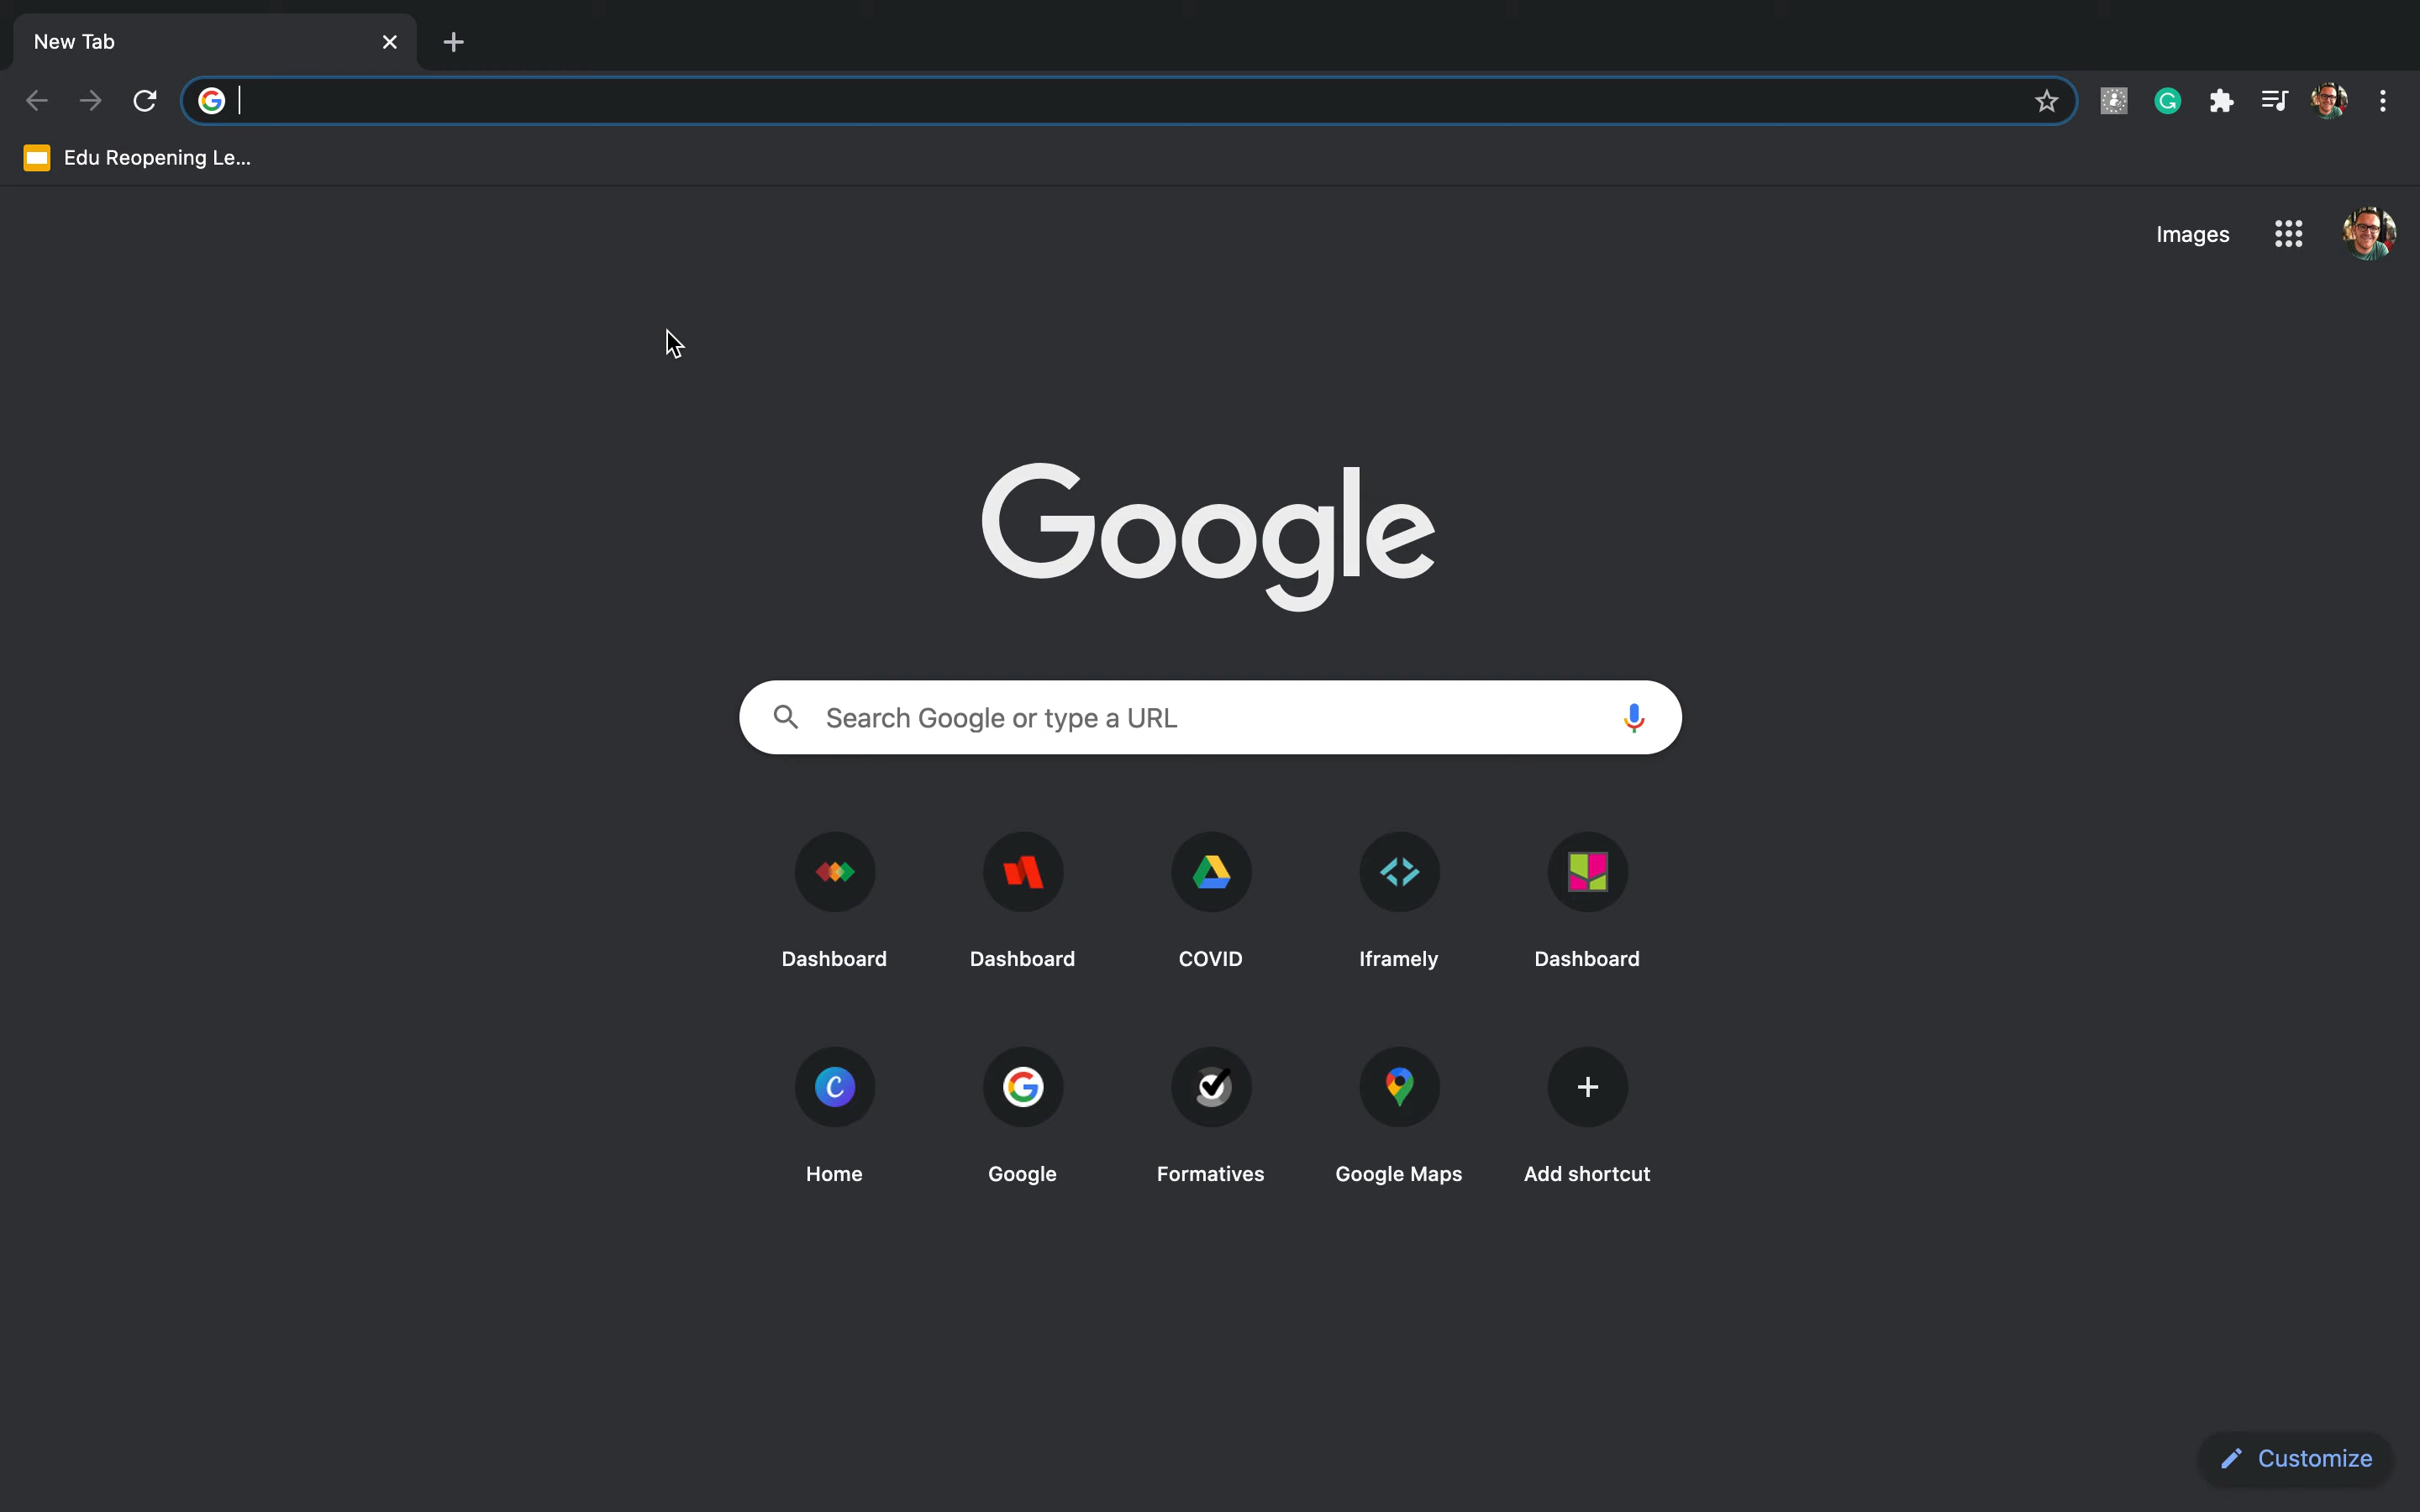 New Tab
Edu Reopening Le...
Images
Google
Search Google or type a URL
Dashboard
Dashboard
COVID
Iframely
Dashboard
Home
Google
Formatives
Google Maps
Add shortcut
Customize